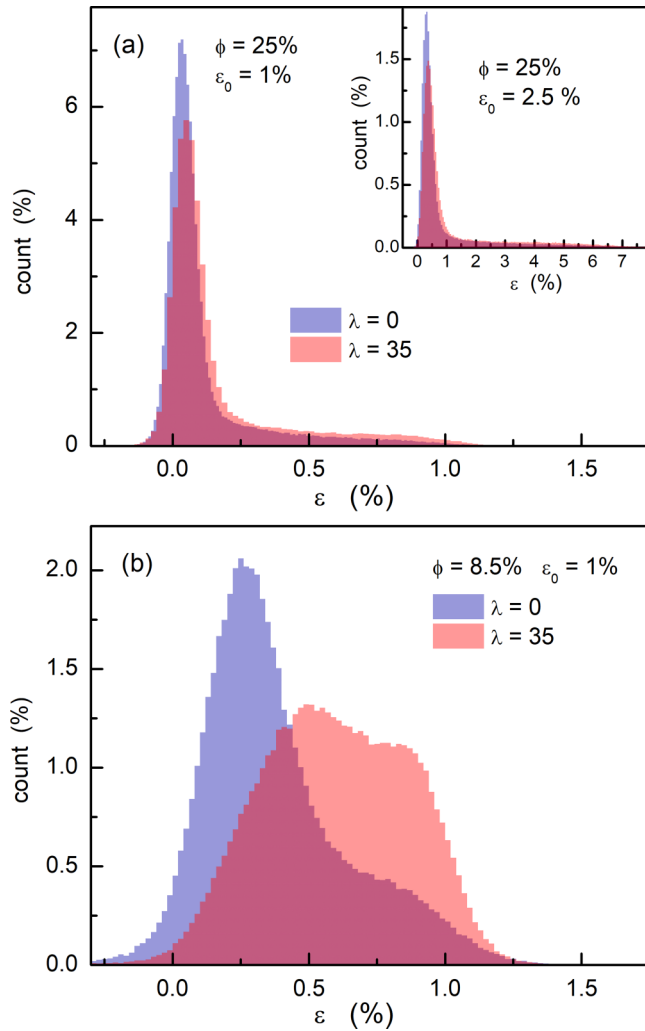 (a)
ϕ = 25%
ε₀ = 1%
count (%)
6
4
2
0
0.0 0.5 1.0 1.5
ε (%)
ϕ = 25%
ε₀ = 2.5 %
count (%)
1.5
1.0
0.5
0.0
0 1 2 3 4 5 6 7
ε (%)
λ = 0
λ = 35
(b)
ϕ = 8.5% ε₀ = 1%
λ = 0
λ = 35
count (%)
2.0
1.5
1.0
0.5
0.0
0.0 0.5 1.0 1.5
ε (%)